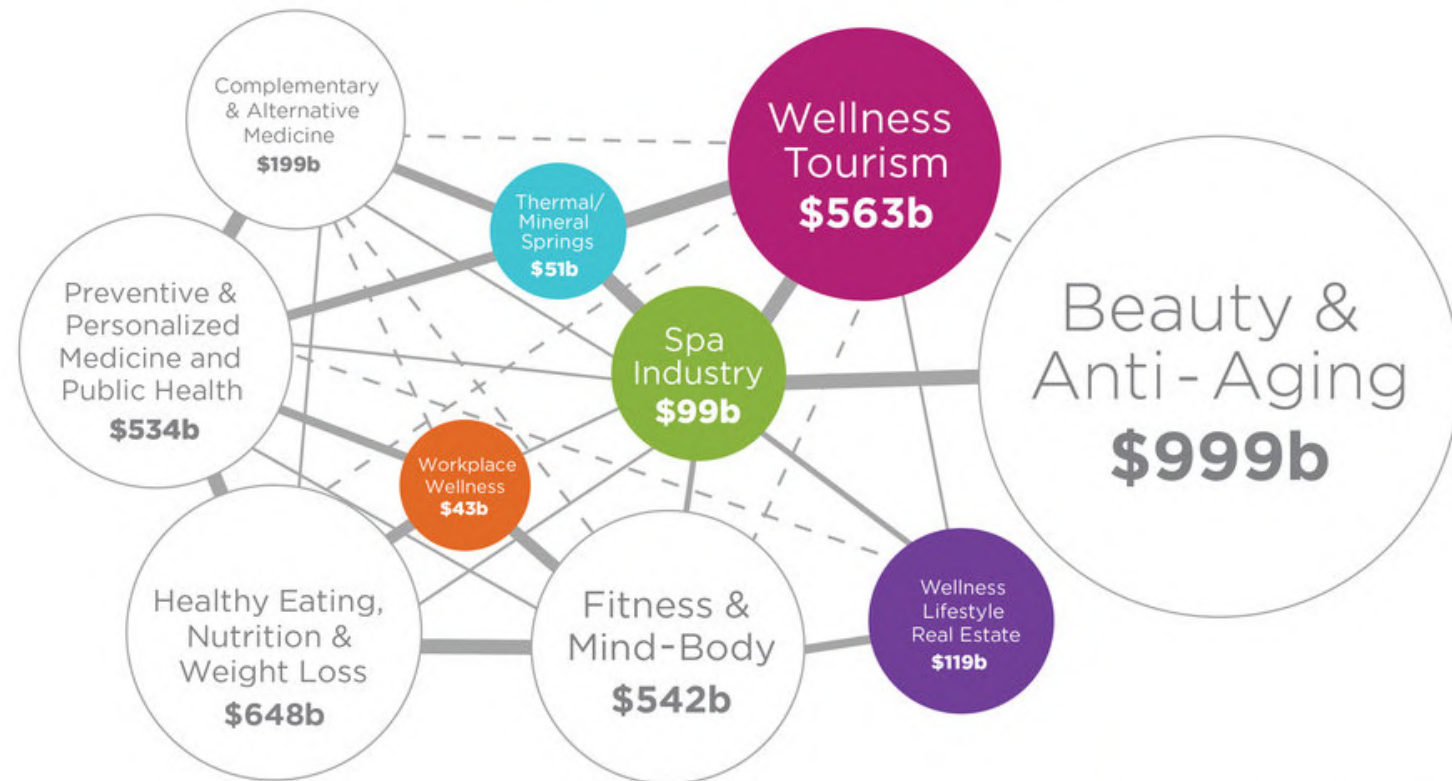 Complementary
& Alternative
Medicine
$199b
Wellness
Tourism
$563b
Thermal/
Mineral
Springs
$51b
Preventive &
Personalized
Medicine and
Public Health
$534b
Spa
Industry
$99b
Beauty &
Anti-Aging
$999b
Workplace
Wellness
$43b
Healthy Eating,
Nutrition &
Weight Loss
$648b
Fitness &
Mind-Body
$542b
Wellness
Lifestyle
Real Estate
$119b